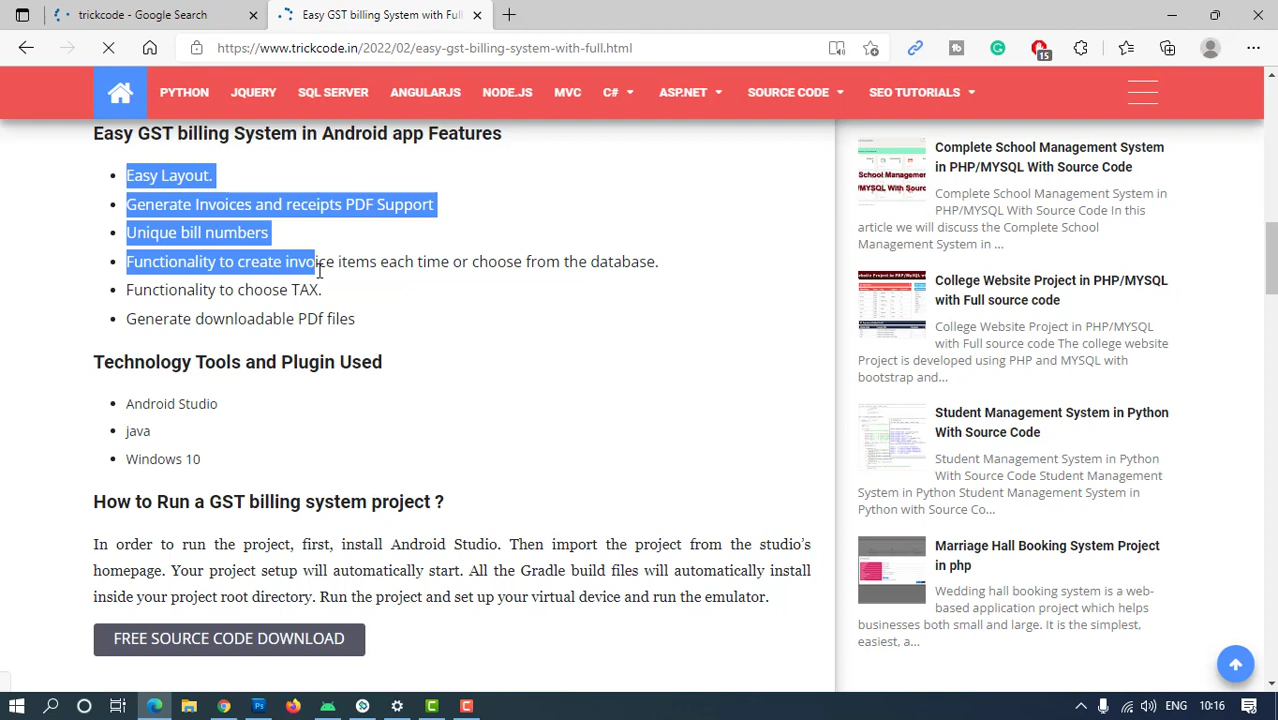 trickcode - Google Search
Easy GST billing System with Full
https://www.trickcode.in/2022/02/easy-gst-billing-system-with-full.html
15
PYTHON JQUERY SQL SERVER ANGULARJS NODE.JS MVC C# ASP.NET SOURCE CODE SEO TUTORIALS
Easy GST billing System in Android app Features
Easy Layout.
Generate Invoices and receipts PDF Support
Unique bill numbers
Functionality to create invoice items each time or choose from the database.
Functionality to choose TAX.
Generate downloadable PDf files
Technology Tools and Plugin Used
Android Studio
java
Windows 10
How to Run a GST billing system project ?
In order to run the project, first, install Android Studio. Then import the project from the studio's
homepage. Your project setup will automatically start. All the Gradle build files will automatically install
inside your project root directory. Run the project and set up your virtual device and run the emulator.
FREE SOURCE CODE DOWNLOAD
Complete School Management System
in PHP/MYSQL With Source Code
Complete School Management System in
PHP/MYSQL With Source Code In this
article we will discuss the Complete School
Management System in ...
College Website Project in PHP/MYSQL
with Full source code
College Website Project in PHP/MYSQL
with Full source code The college website
Project is developed using PHP and MYSQL with
bootstrap and...
Student Management System in Python
With Source Code
Student Management System in Python
With Source Code Student Management
System in Python Student Management System in
Python with Source Co...
Marriage Hall Booking System Project
in php
Wedding hall booking system is a web-
based application project which helps
businesses both small and large. It is the simplest,
easiest, a...
ENG 10:16